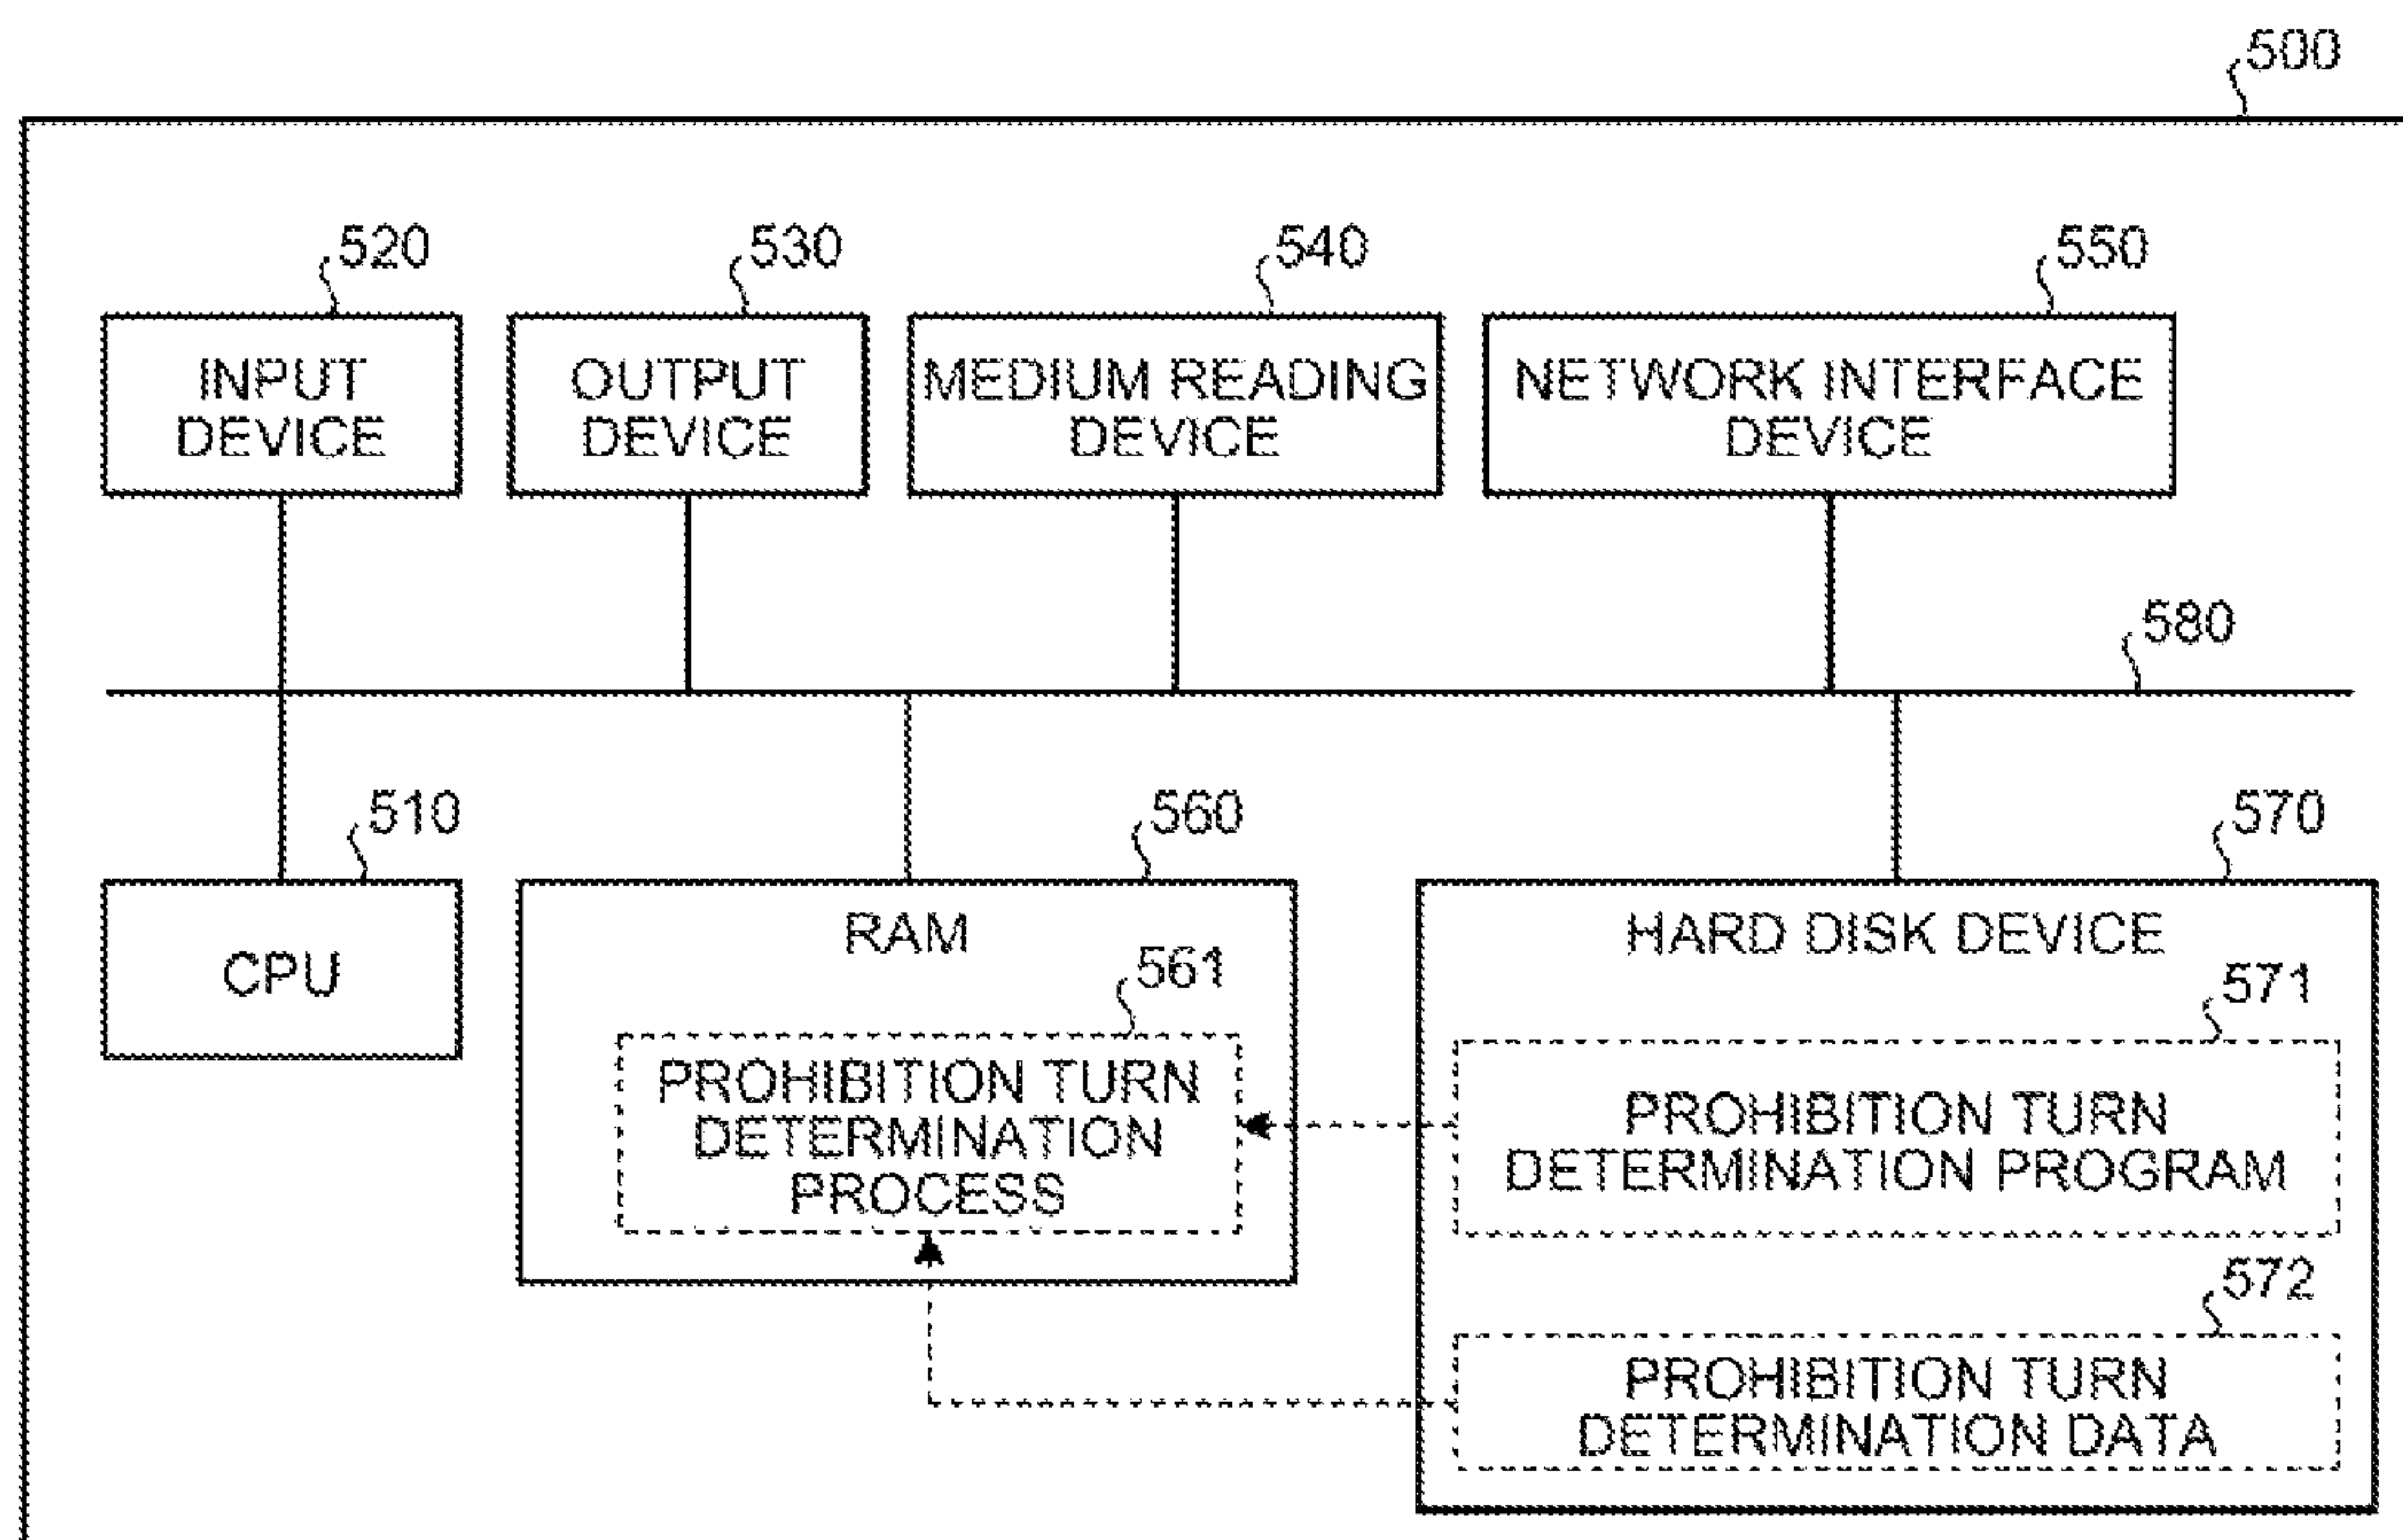 500
520
INPUT
DEVICE
530
OUTPUT
DEVICE
540
MEDIUM READING
DEVICE
550
NETWORK INTERFACE
DEVICE
580
510
CPU
560
RAM
561
PROHIBITION TURN
DETERMINATION
PROCESS
570
HARD DISK DEVICE
571
PROHIBITION TURN
DETERMINATION PROGRAM
572
PROHIBITION TURN
DETERMINATION DATA